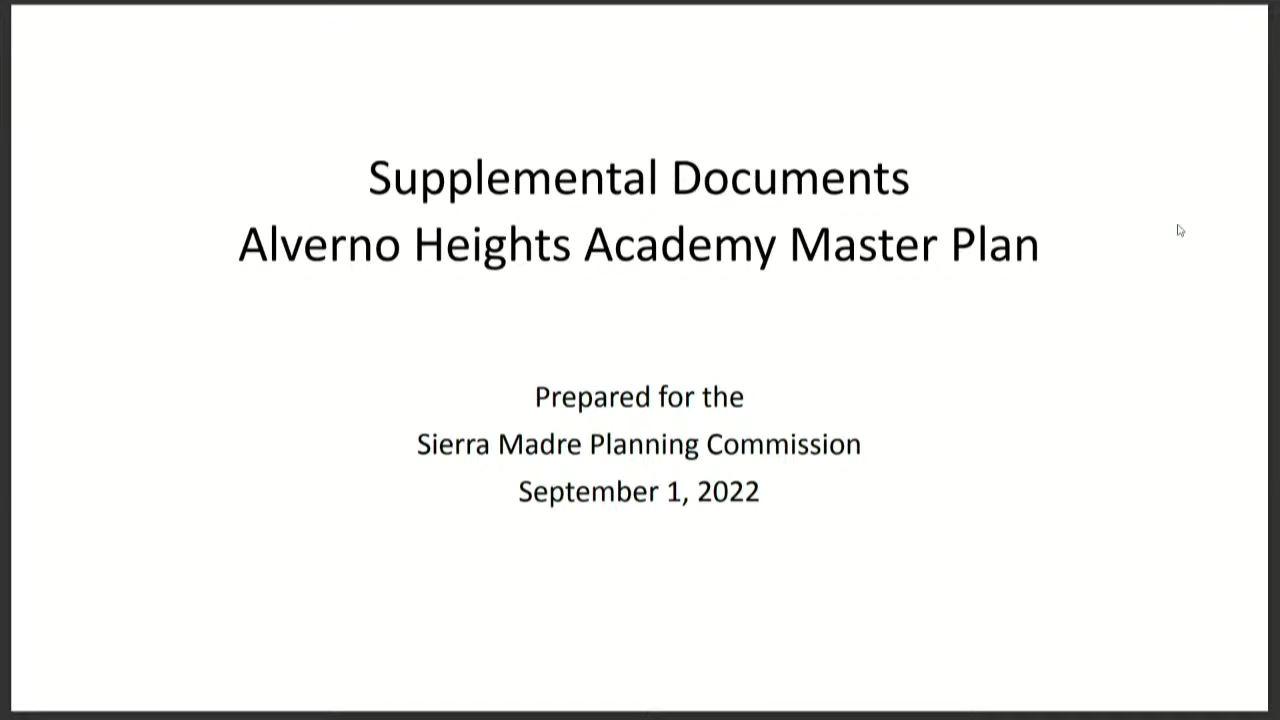 Supplemental Documents
Alverno Heights Academy Master Plan
Prepared for the
Sierra Madre Planning Commission
September 1, 2022